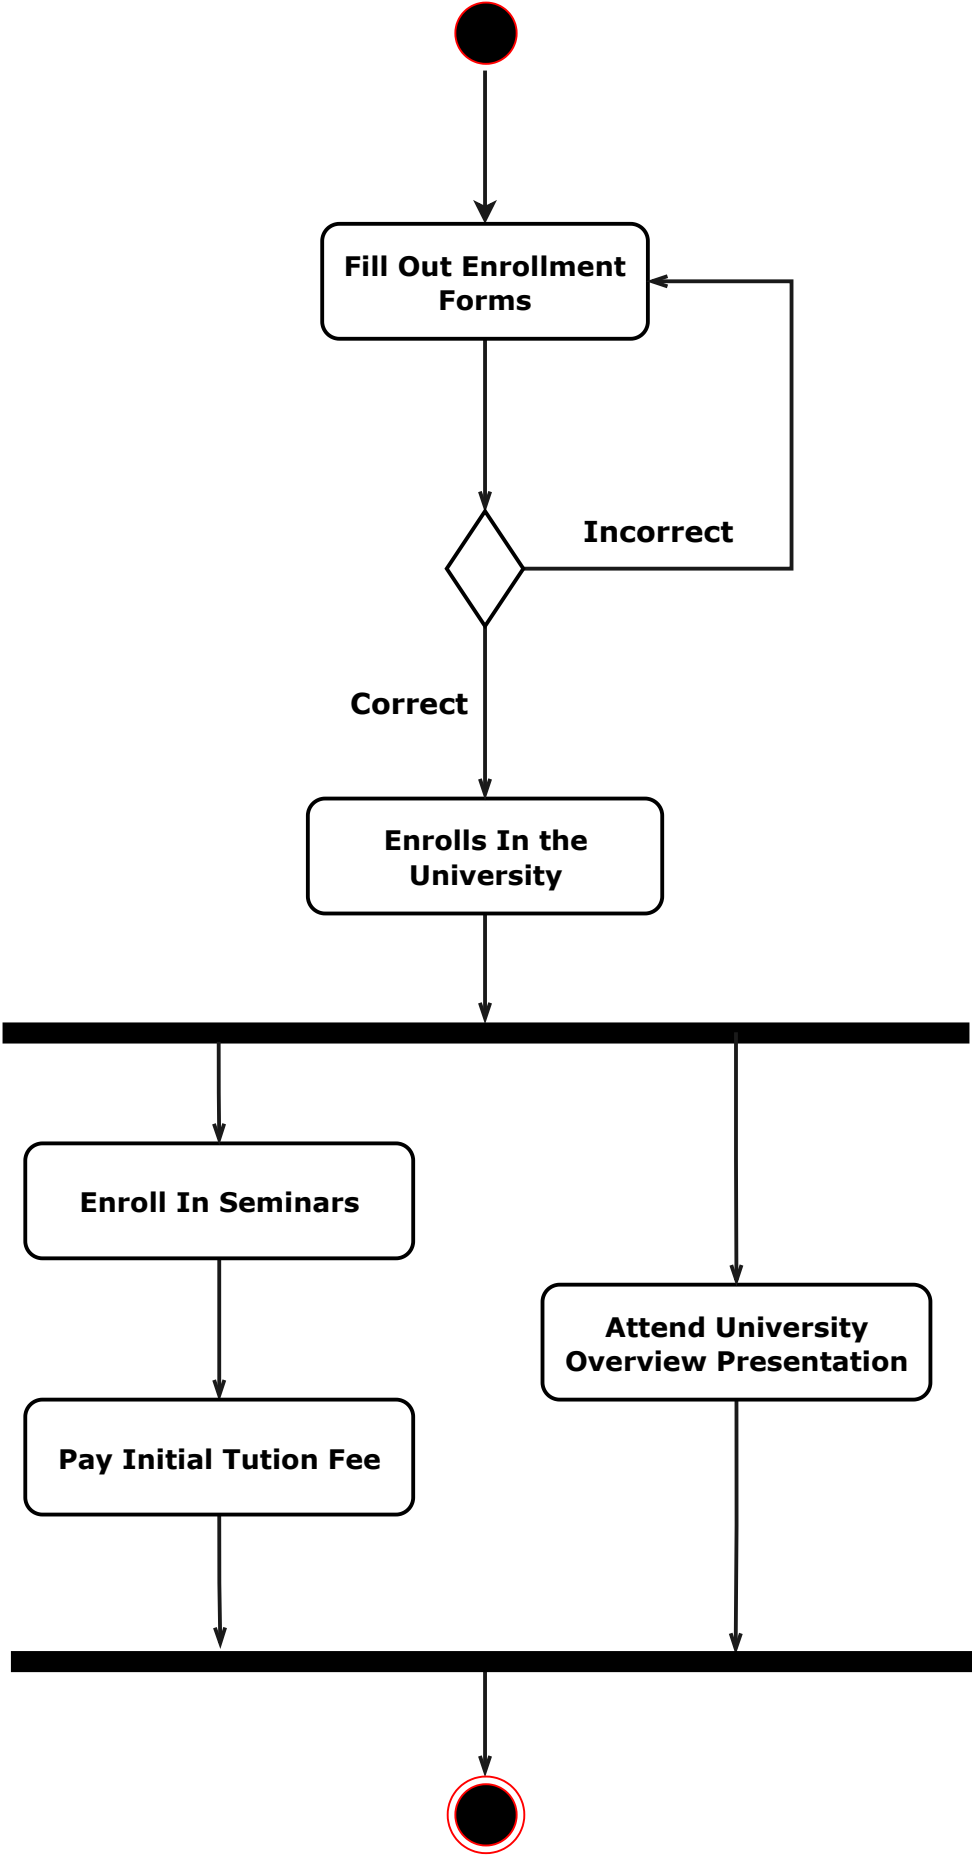 Fill Out Enrollment
Forms
Incorrect
Correct
Enrolls In the
University
Enroll In Seminars
Attend University
Overview Presentation
Pay Initial Tution Fee